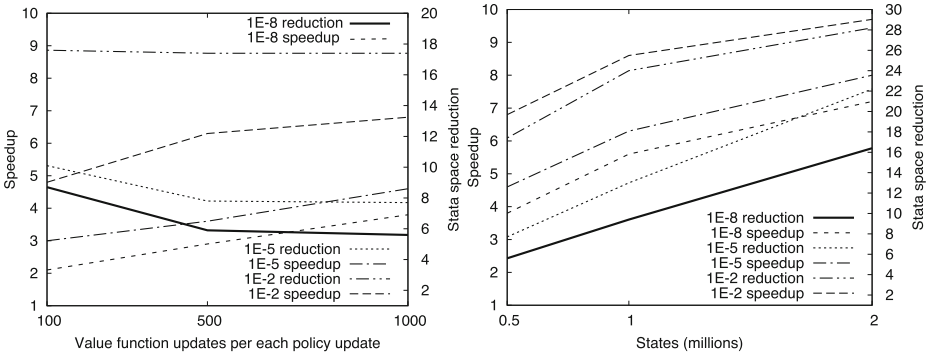 10
9
8
7
6
5
4
3
2
1
Speedup
20
18
16
14
12
10
8
6
4
2
Stata space reduction
1E-8 reduction
1E-8 speedup
1E-5 reduction
1E-5 speedup
1E-2 reduction
1E-2 speedup
100
500
1000
Value function updates per each policy update
10
9
8
7
6
5
4
3
2
1
Speedup
30
28
26
24
22
20
18
16
14
12
10
8
6
4
2
Stata space reduction
1E-8 reduction
1E-8 speedup
1E-5 reduction
1E-5 speedup
1E-2 reduction
1E-2 speedup
0.5
1
2
States (millions)